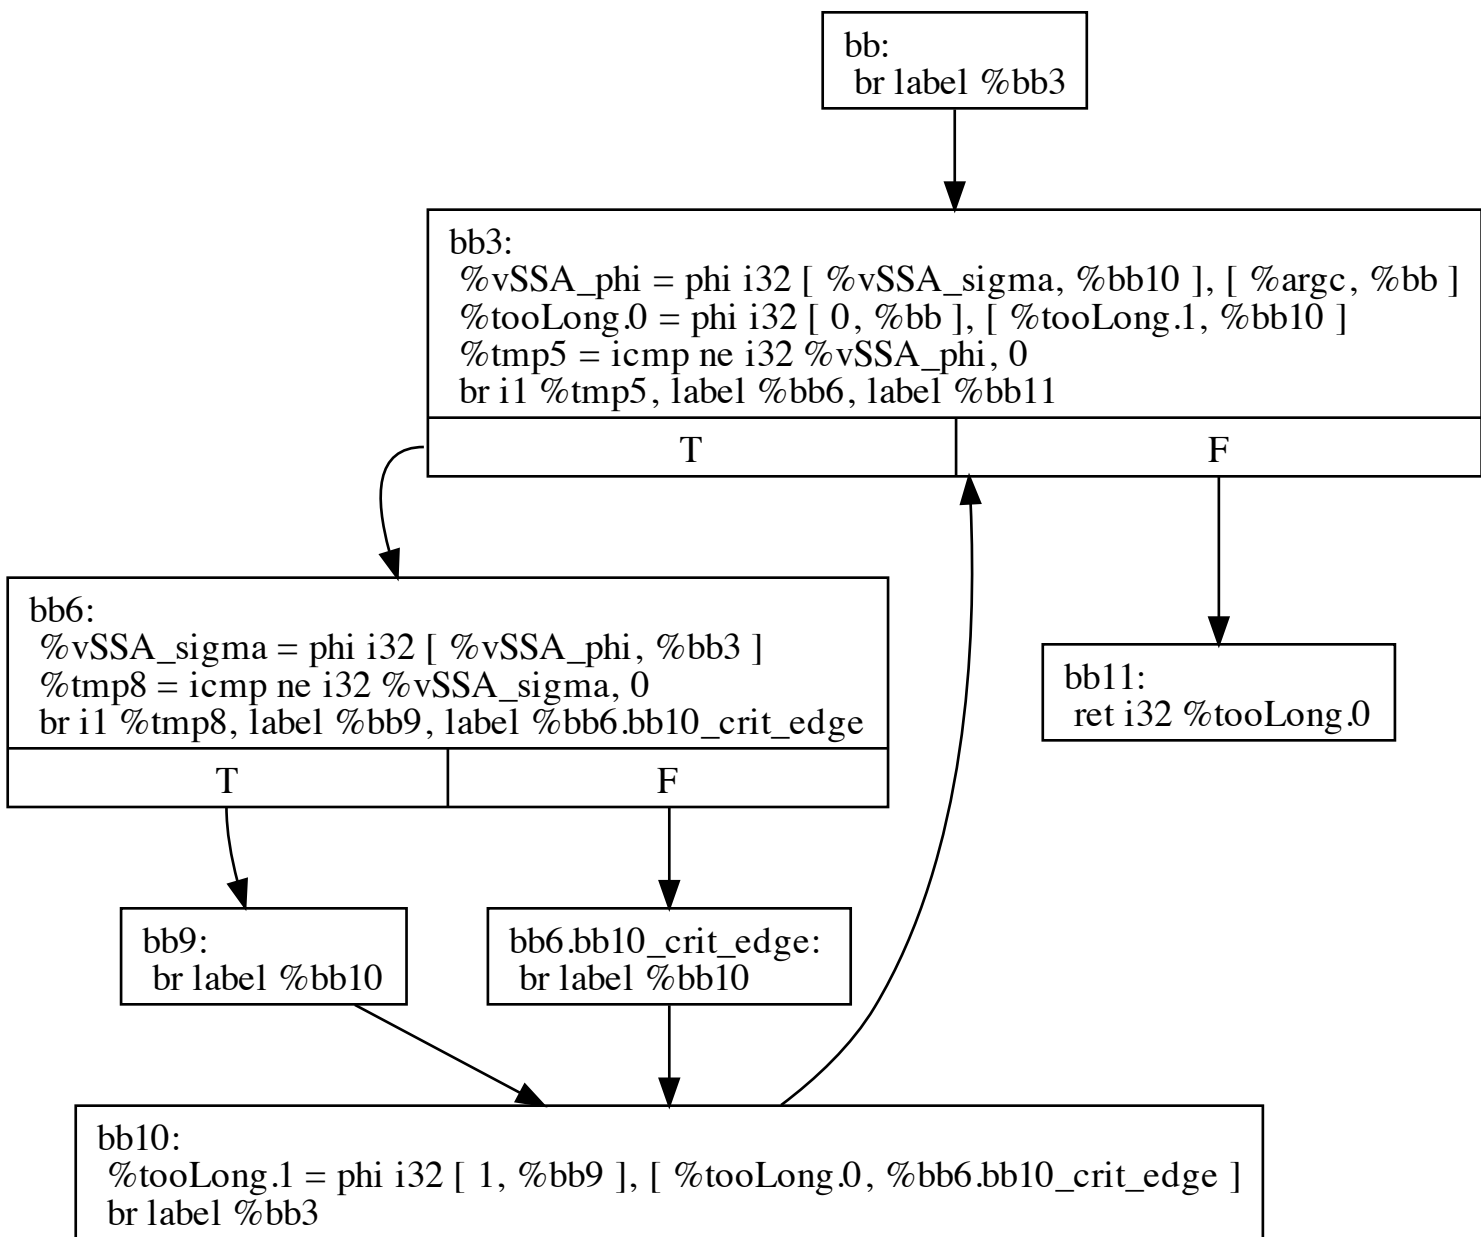 bb:
br label %bb3
bb3:
%vSSA_phi = phi i32 [ %vSSA_sigma, %bb10 ], [ %argc, %bb ]
%tooLong.0 = phi i32 [ 0, %bb ], [ %tooLong.1, %bb10 ]
%tmp5 = icmp ne i32 %vSSA_phi, 0
br i1 %tmp5, label %bb6, label %bb11
T
F
bb6:
%vSSA_sigma = phi i32 [ %vSSA_phi, %bb3 ]
%tmp8 = icmp ne i32 %vSSA_sigma, 0
br i1 %tmp8, label %bb9, label %bb6.bb10_crit_edge
T
F
bb11:
ret i32 %tooLong.0
bb9:
br label %bb10
bb6.bb10_crit_edge:
br label %bb10
bb10:
%tooLong.1 = phi i32 [ 1, %bb9 ], [ %tooLong.0, %bb6.bb10_crit_edge ]
br label %bb3